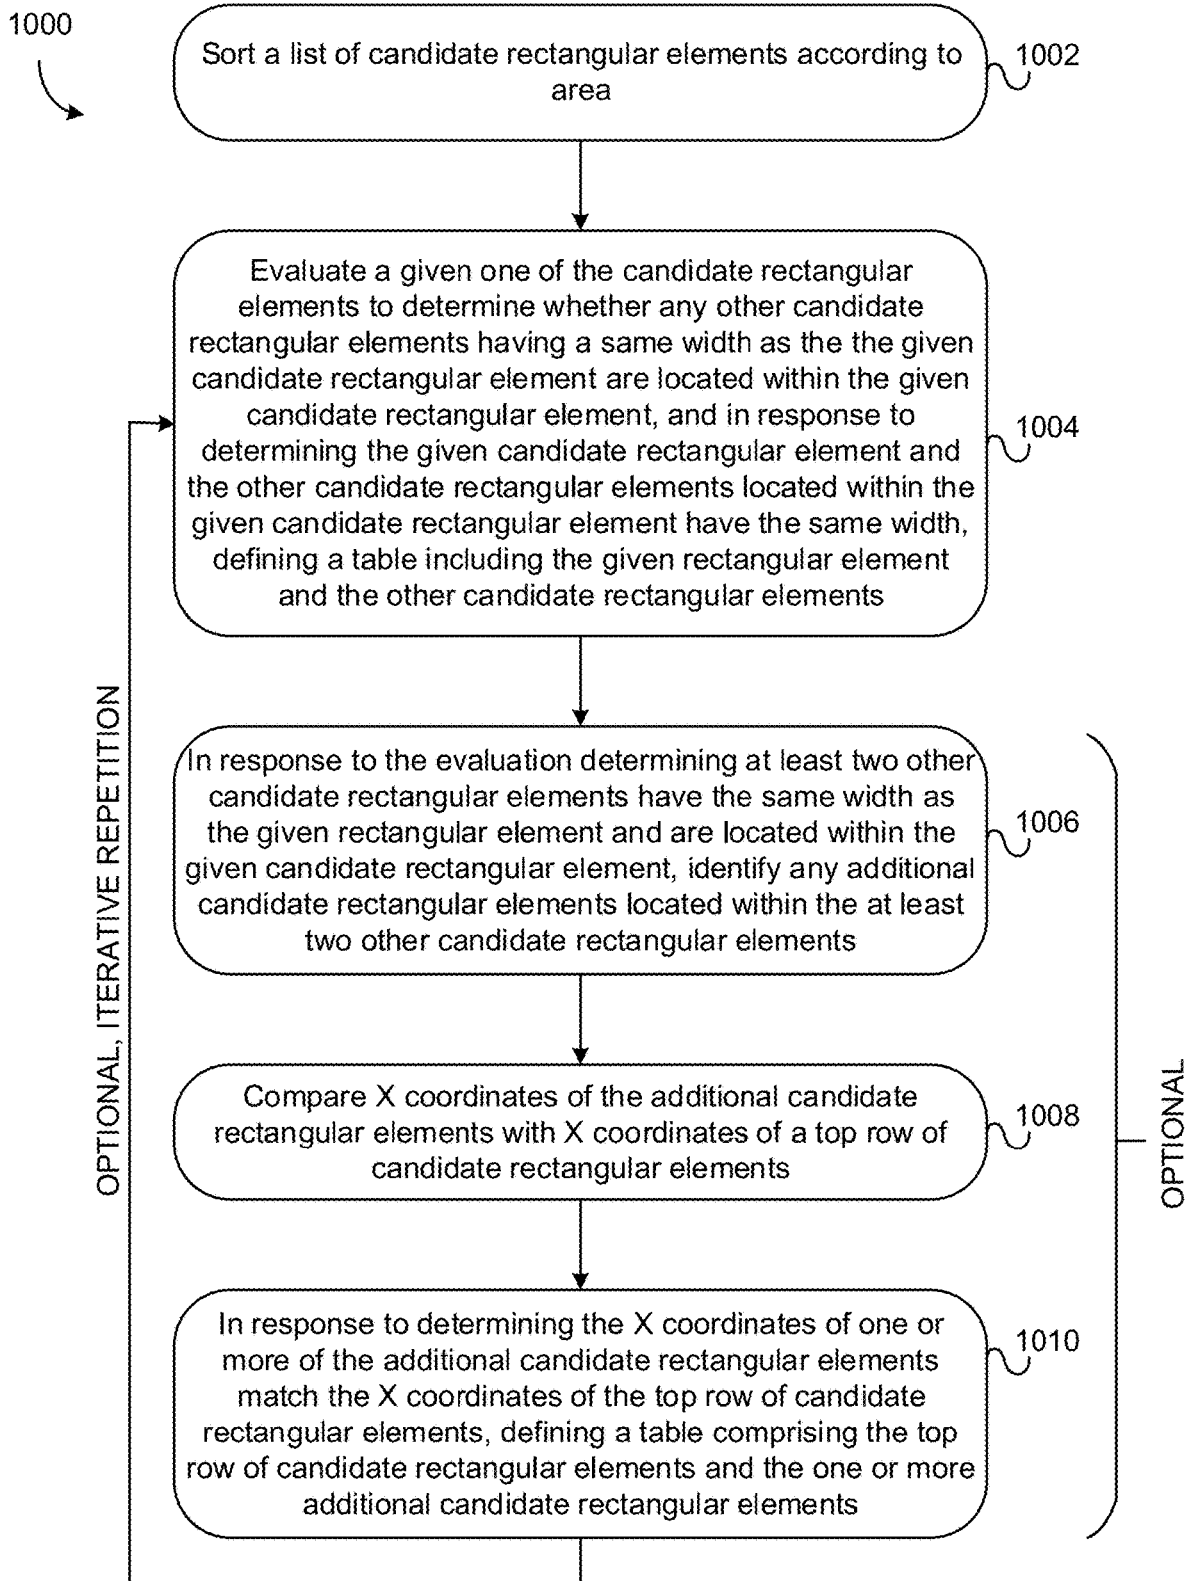 1000
Sort a list of candidate rectangular elements according to
area
1002
Evaluate a given one of the candidate rectangular
elements to determine whether any other candidate
rectangular elements having a same width as the the given
candidate rectangular element are located within the given
candidate rectangular element, and in response to
determining the given candidate rectangular element and
the other candidate rectangular elements located within the
given candidate rectangular element have the same width,
defining a table including the given rectangular element
and the other candidate rectangular elements
1004
In response to the evaluation determining at least two other
candidate rectangular elements have the same width as
the given rectangular element and are located within the
given candidate rectangular element, identify any additional
candidate rectangular elements located within the at least
two other candidate rectangular elements
1006
Compare X coordinates of the additional candidate
rectangular elements with X coordinates of a top row of
candidate rectangular elements
1008
In response to determining the X coordinates of one or
more of the additional candidate rectangular elements
match the X coordinates of the top row of candidate
rectangular elements, defining a table comprising the top
row of candidate rectangular elements and the one or more
additional candidate rectangular elements
1010
OPTIONAL, ITERATIVE REPETITION
OPTIONAL